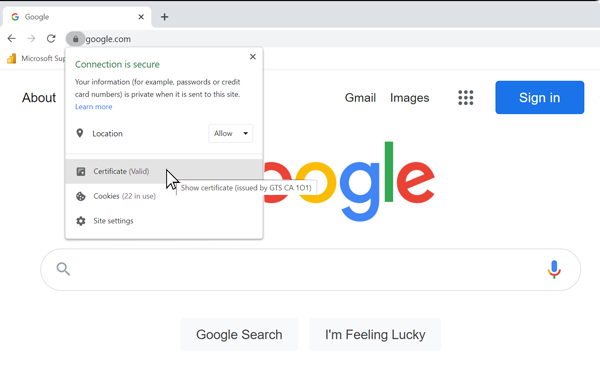 Google
google.com
Microsoft Sup
Connection is secure
Your information (for example, passwords or credit
card numbers) is private when it is sent to this site.
Learn more
Location
Allow
Certificate (Valid)
Show certificate (issued by GTS CA 1O1)
Cookies (22 in use)
Site settings
About
Gmail
Images
Sign in
oogle
Google Search
I'm Feeling Lucky